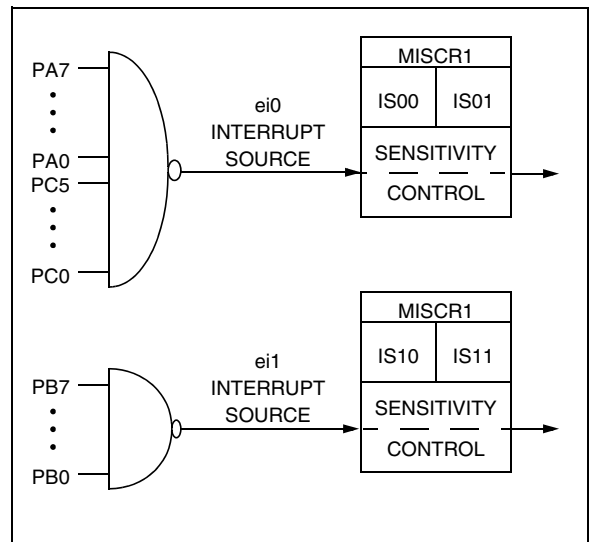 PA7
PA0
PC5
PC0
ei0
INTERRUPT
SOURCE
MISCR1
IS00 IS01
SENSITIVITY
CONTROL
PB7
PB0
ei1
INTERRUPT
SOURCE
MISCR1
IS10 IS11
SENSITIVITY
CONTROL